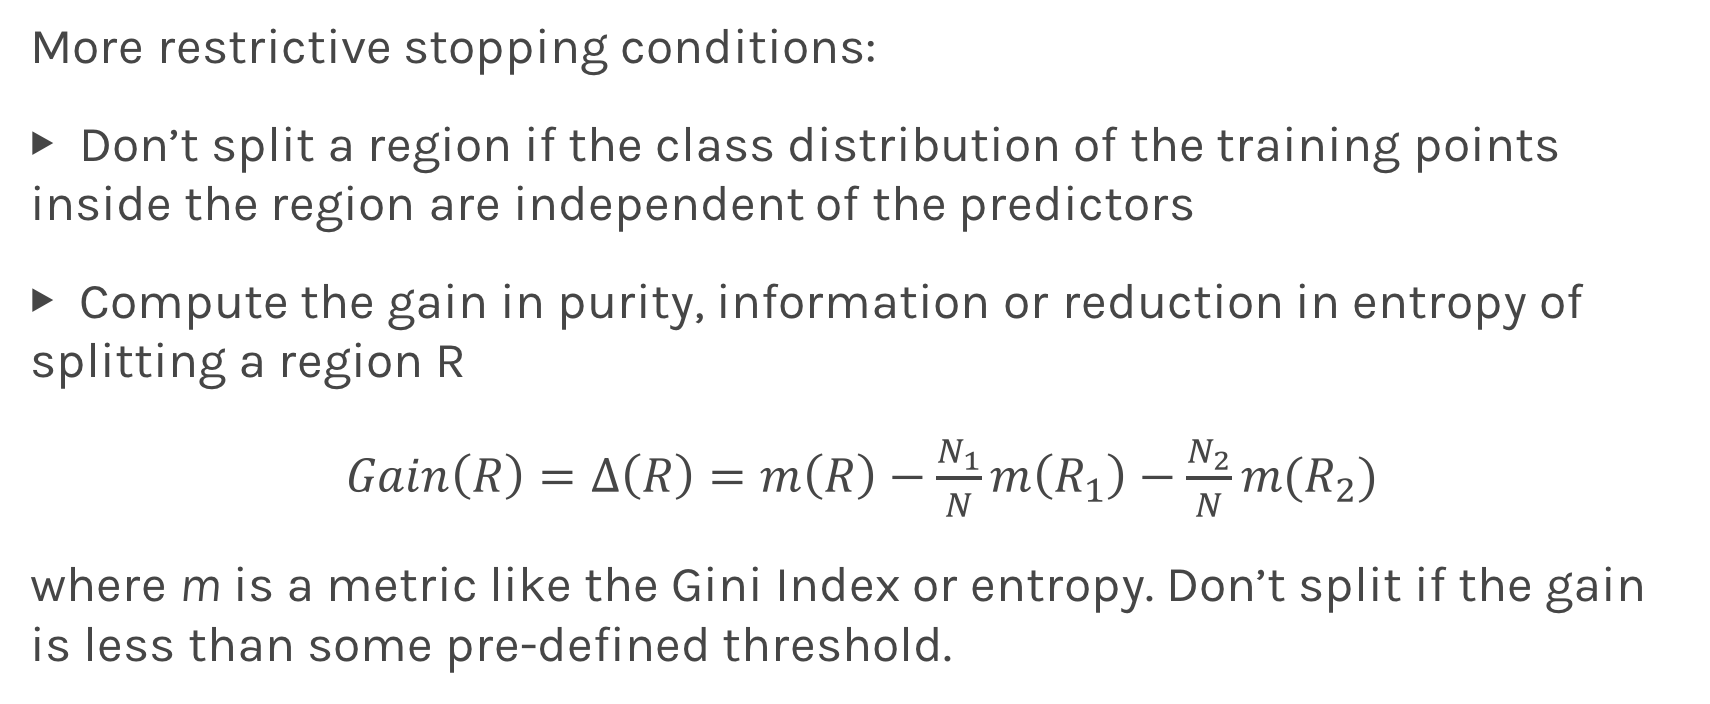 More restrictive stopping conditions:
▶ Don’t split a region if the class distribution of the training points
inside the region are independent of the predictors
▶ Compute the gain in purity, information or reduction in entropy of
splitting a region R
Gain(R) = Δ(R) = m(R) − N₁/N m(R₁) − N₂/N m(R₂)
where m is a metric like the Gini Index or entropy. Don’t split if the gain
is less than some pre-defined threshold.